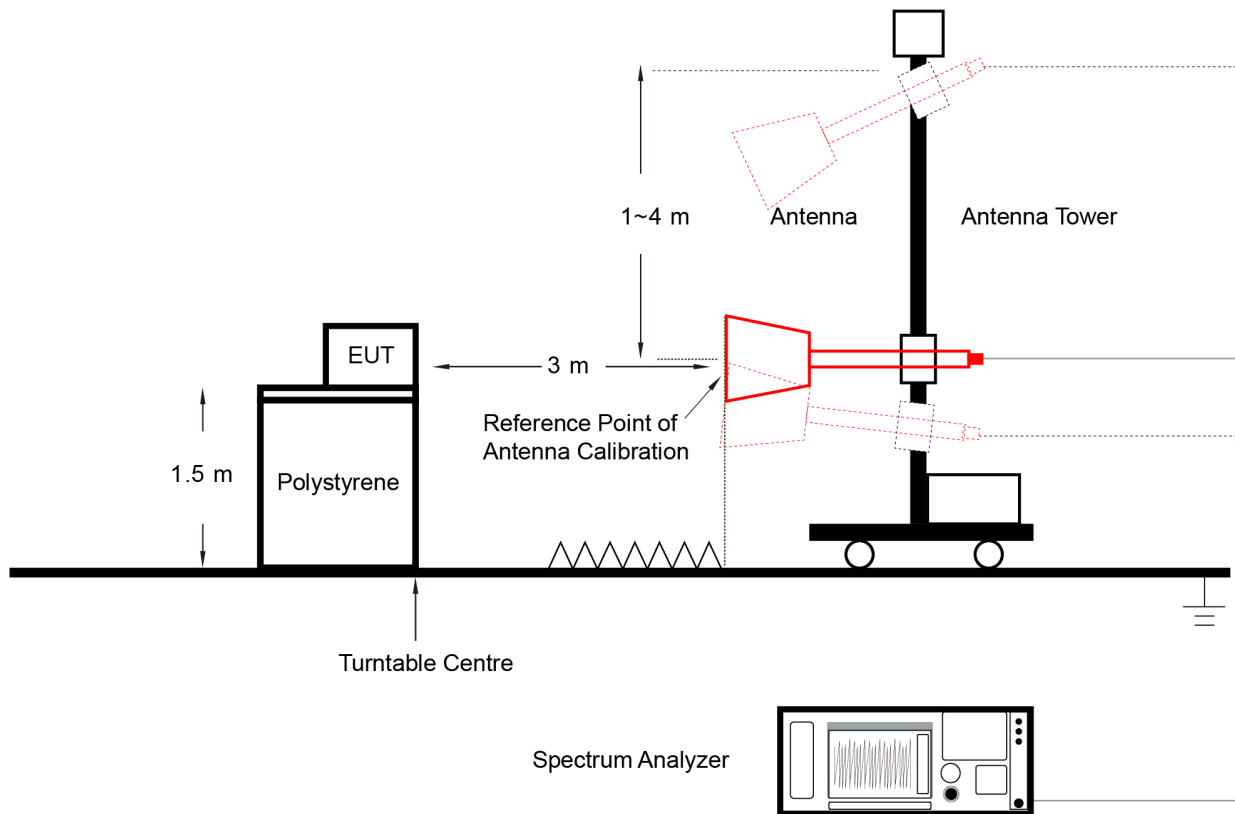 1~4 m
Antenna
Antenna Tower
EUT
3 m
Reference Point of
Antenna Calibration
1.5 m
Polystyrene
Turntable Centre
Spectrum Analyzer